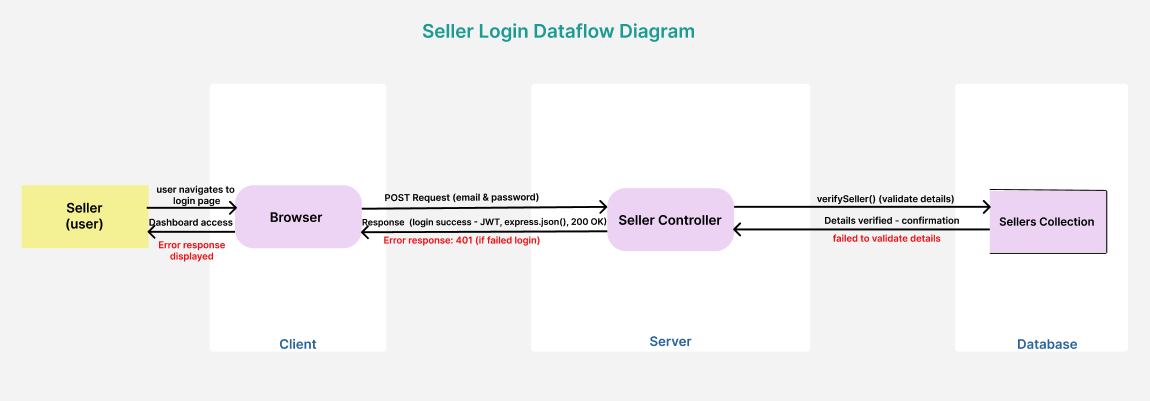 Seller Login Dataflow Diagram
Seller
(user)
user navigates to
login page
Dashboard access
Error response
displayed
Browser
POST Request (email & password)
Response (login success - JWT, express.json(), 200 OK)
Error response: 401 (if failed login)
Seller Controller
verifySeller() (validate details)
Details verified - confirmation
failed to validate details
Sellers Collection
Client
Server
Database